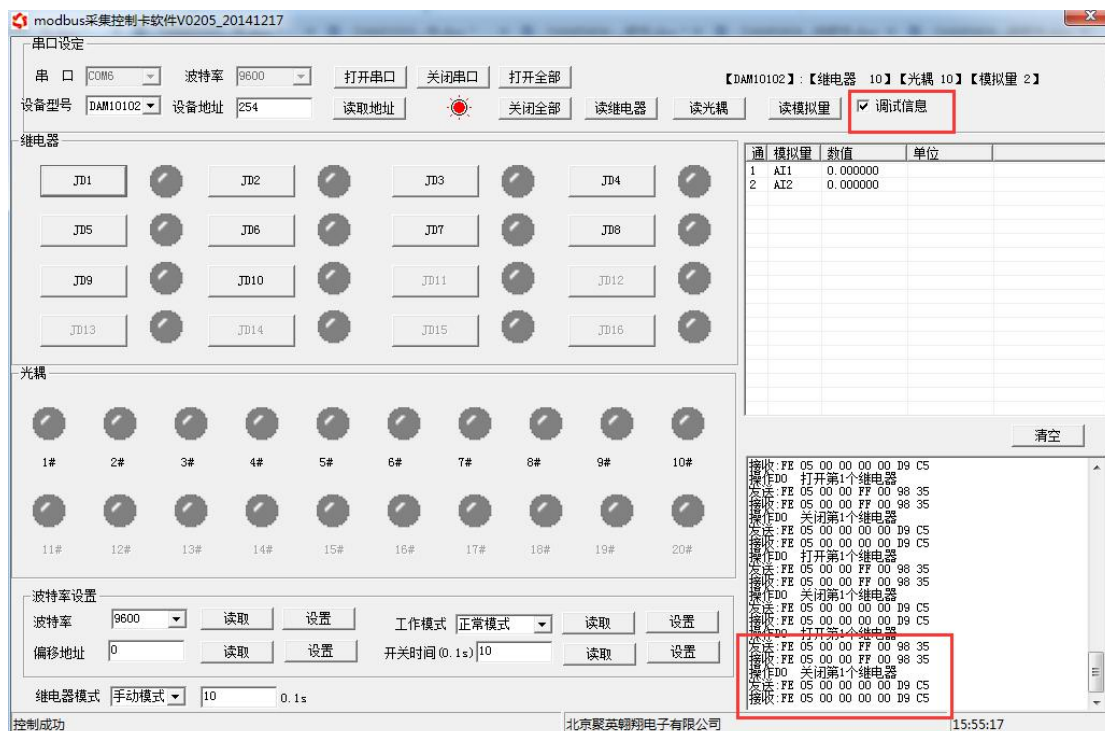 modbus采集控制卡软件V0205_20141217
串口设定
串 口 COM6 波特率 9600 打开串口 关闭串口 打开全部 【DAM10102】:【继电器 10】【光耦 10】【模拟量 2】
设备型号 DAM10102 设备地址 254 读取地址 关闭全部 读继电器 读光耦 读模拟量 调试信息
继电器
JD1 JD2 JD3 JD4
JD5 JD6 JD7 JD8
JD9 JD10 JD11 JD12
JD13 JD14 JD15 JD16
通 模拟量 数值 单位
1 AI1 0.000000
2 AI2 0.000000
清空
光耦
1# 2# 3# 4# 5# 6# 7# 8# 9# 10#
11# 12# 13# 14# 15# 16# 17# 18# 19# 20#
接收:FE 05 00 00 00 00 D9 C5
操作DO 打开第1个继电器
发送:FE 05 00 00 FF 00 98 35
接收:FE 05 00 00 FF 00 98 35
操作DO 关闭第1个继电器
发送:FE 05 00 00 00 00 D9 C5
接收:FE 05 00 00 00 00 D9 C5
操作DO 打开第1个继电器
发送:FE 05 00 00 FF 00 98 35
接收:FE 05 00 00 FF 00 98 35
操作DO 关闭第1个继电器
发送:FE 05 00 00 00 00 D9 C5
接收:FE 05 00 00 00 00 D9 C5
操作DO 打开第1个继电器
发送:FE 05 00 00 FF 00 98 35
接收:FE 05 00 00 FF 00 98 35
操作DO 关闭第1个继电器
发送:FE 05 00 00 00 00 D9 C5
接收:FE 05 00 00 00 00 D9 C5
波特率设置
波特率 9600 读取 设置 工作模式 正常模式 读取 设置
偏移地址 0 读取 设置 开关时间(0.1s) 10 读取 设置
继电器模式 手动模式 10 0.1s
控制成功 北京聚英翱翔电子有限公司 15:55:17